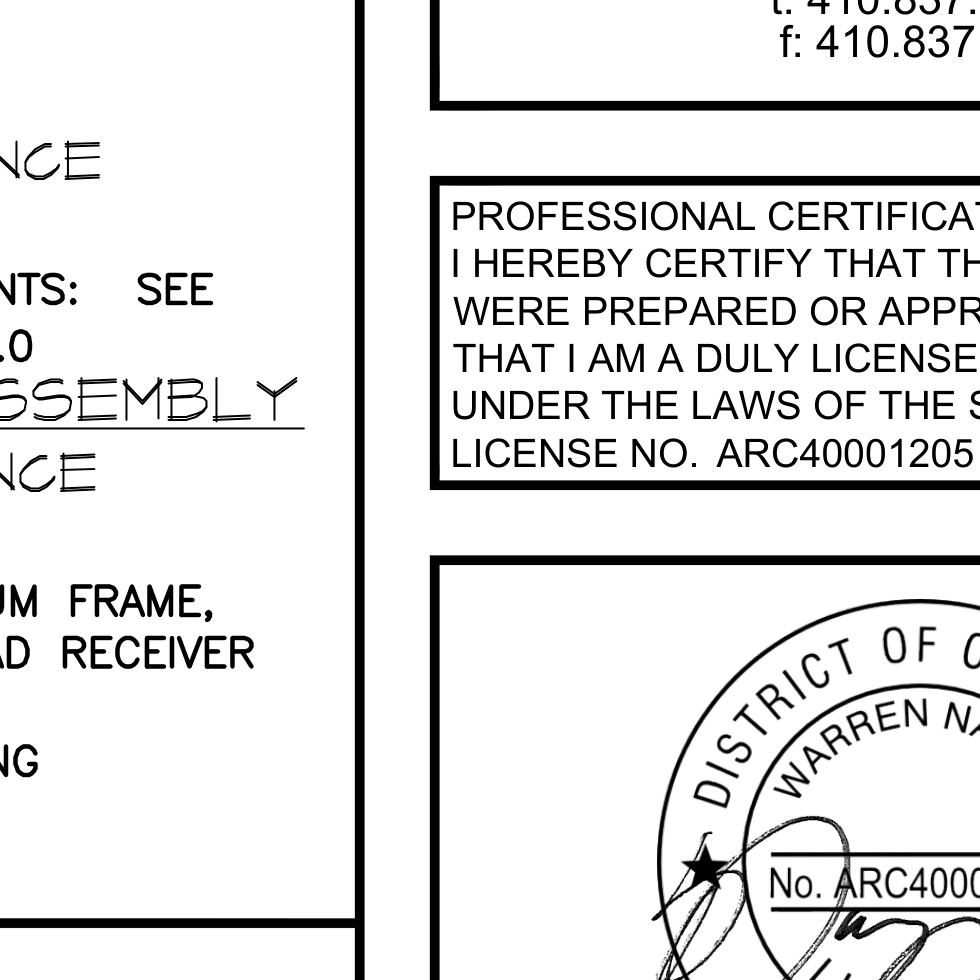 NCE
NTS: SEE
.0
SSEMBLY
NCE
UM FRAME,
AD RECEIVER
NG
t: 410.837.
f: 410.837
PROFESSIONAL CERTIFICAT
I HEREBY CERTIFY THAT TH
WERE PREPARED OR APPR
THAT I AM A DULY LICENSE
UNDER THE LAWS OF THE S
LICENSE NO. ARC40001205
DISTRICT OF C
WARREN NA
No. ARC4000